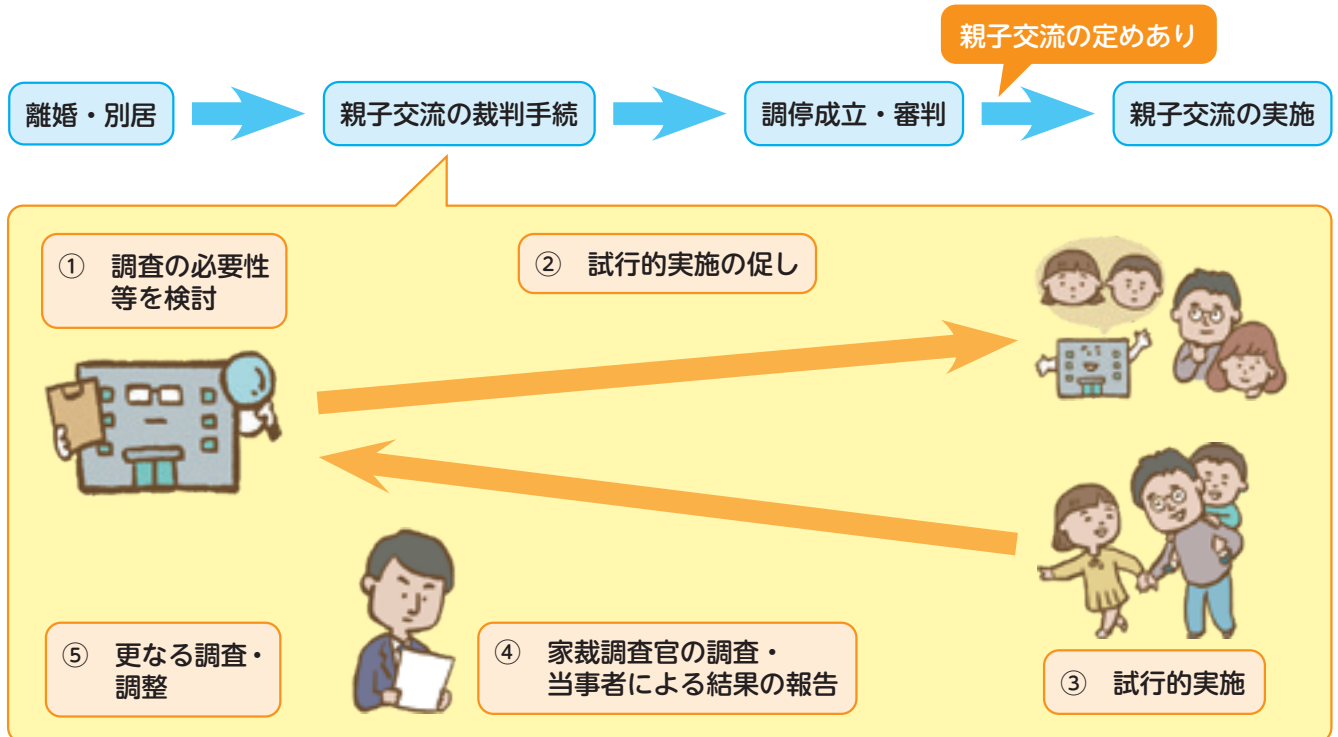 親子交流の定めあり
離婚・別居
親子交流の裁判手続
調停成立・審判
親子交流の実施
① 調査の必要性
等を検討
② 試行的実施の促し
③ 試行的実施
④ 家裁調査官の調査・
当事者による結果の報告
⑤ 更なる調査・
調整